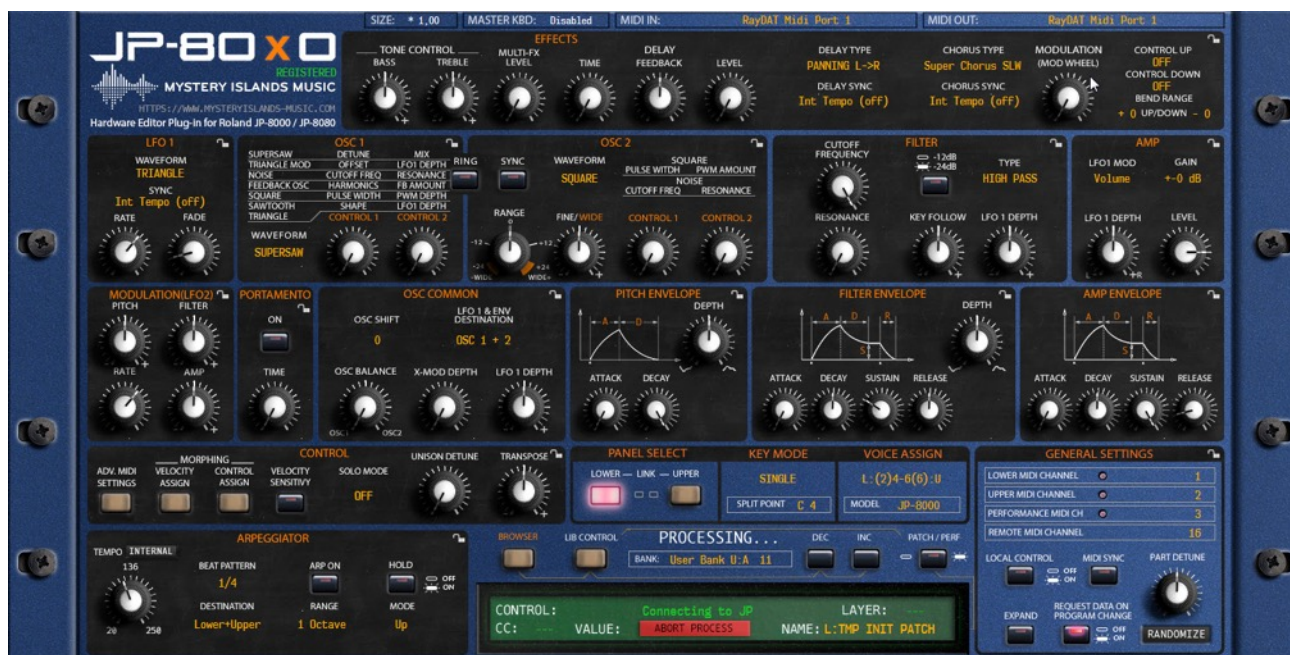 SIZE: * 1,00 MASTER KBD: Disabled MIDI IN: RayDAT Midi Port 1 MIDI OUT: RayDAT Midi Port 1
JP-80x0
REGISTERED
MYSTERY ISLANDS MUSIC
HTTPS://WWW.MYSTERYISLANDS-MUSIC.COM
Hardware Editor Plug-in for Roland JP-8000 / JP-8080
EFFECTS
TONE CONTROL
BASS TREBLE
MULTI-FX
LEVEL
TIME
DELAY
FEEDBACK
LEVEL
DELAY TYPE
PANNING L->R
DELAY SYNC
Int Tempo (off)
CHORUS TYPE
Super Chorus SLW
CHORUS SYNC
Int Tempo (off)
MODULATION
(MOD WHEEL)
CONTROL UP
OFF
CONTROL DOWN
OFF
BEND RANGE
+ 0 UP/DOWN - 0
LFO 1
WAVEFORM
TRIANGLE
SYNC
Int Tempo (off)
RATE FADE
OSC 1
SUPERSAW DETUNE MIX
TRIANGLE MOD OFFSET LFO1 DEPTH
NOISE CUTOFF FREQ RESONANCE
FEEDBACK OSC HARMONICS FB AMOUNT
SQUARE PULSE WIDTH PWM DEPTH
SAWTOOTH SHAPE LFO1 DEPTH
TRIANGLE CONTROL 1 CONTROL 2
WAVEFORM
SUPERSAW
RING SYNC
OSC 2
WAVEFORM
SQUARE
SQUARE
PULSE WITDH PWM AMOUNT
NOISE
CUTOFF FREQ RESONANCE
RANGE
0
-12 +12
-24 +24
-WIDE WIDE+
FINE/WIDE CONTROL 1 CONTROL 2
FILTER
CUTOFF
FREQUENCY
-12dB
-24dB
TYPE
HIGH PASS
RESONANCE KEY FOLLOW LFO 1 DEPTH
AMP
LFO1 MOD GAIN
Volume +-0 dB
LFO 1 DEPTH LEVEL
L R
MODULATION(LFO2)
PITCH FILTER
RATE AMP
PORTAMENTO
ON
TIME
OSC COMMON
OSC SHIFT
0
LFO 1 & ENV
DESTINATION
OSC 1 + 2
OSC BALANCE X-MOD DEPTH LFO 1 DEPTH
OSC1 OSC2
PITCH ENVELOPE
A D
DEPTH
ATTACK DECAY
FILTER ENVELOPE
A D R
S
DEPTH
ATTACK DECAY SUSTAIN RELEASE
AMP ENVELOPE
A D R
S
ATTACK DECAY SUSTAIN RELEASE
CONTROL
MORPHING
ADV. MIDI
SETTINGS
VELOCITY
ASSIGN
CONTROL
ASSIGN
VELOCITY
SENSITIVY
SOLO MODE
OFF
UNISON DETUNE TRANSPOSE
PANEL SELECT
LOWER — LINK — UPPER
KEY MODE
SINGLE
SPLIT POINT C 4
VOICE ASSIGN
L:(2)4-6(6):U
MODEL JP-8000
GENERAL SETTINGS
LOWER MIDI CHANNEL 1
UPPER MIDI CHANNEL 2
PERFORMANCE MIDI CH 3
REMOTE MIDI CHANNEL 16
LOCAL CONTROL
OFF
ON
MIDI SYNC
PART DETUNE
EXPAND
REQUEST DATA ON
PROGRAM CHANGE
OFF
ON
RANDOMIZE
ARPEGGIATOR
TEMPO INTERNAL
136
20 250
BEAT PATTERN
1/4
DESTINATION
Lower+Upper
ARP ON
RANGE
1 Octave
HOLD
OFF
ON
MODE
Up
BROWSER LIB CONTROL PROCESSING... DEC INC PATCH / PERF
BANK: User Bank U:A 11
CONTROL: Connecting to JP LAYER: ---
CC: --- VALUE: ABORT PROCESS NAME: L:TMP INIT PATCH